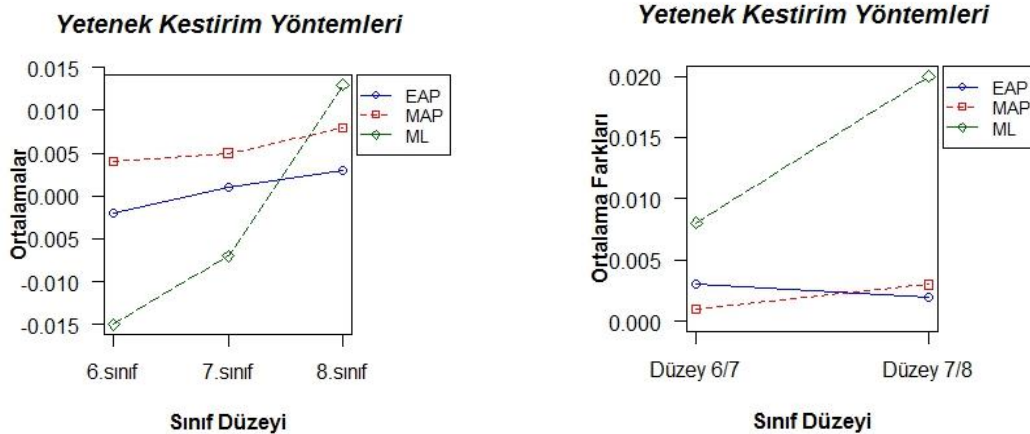 Yetenek Kestirim Yöntemleri
0.015
0.010
0.005
0.000
-0.005
-0.010
-0.015
Ortalamalar
EAP
MAP
ML
6.sınıf 7.sınıf 8.sınıf
Sınıf Düzeyi
Yetenek Kestirim Yöntemleri
0.020
0.015
0.010
0.005
0.000
Ortalama Farkları
EAP
MAP
ML
Düzey 6/7 Düzey 7/8
Sınıf Düzeyi